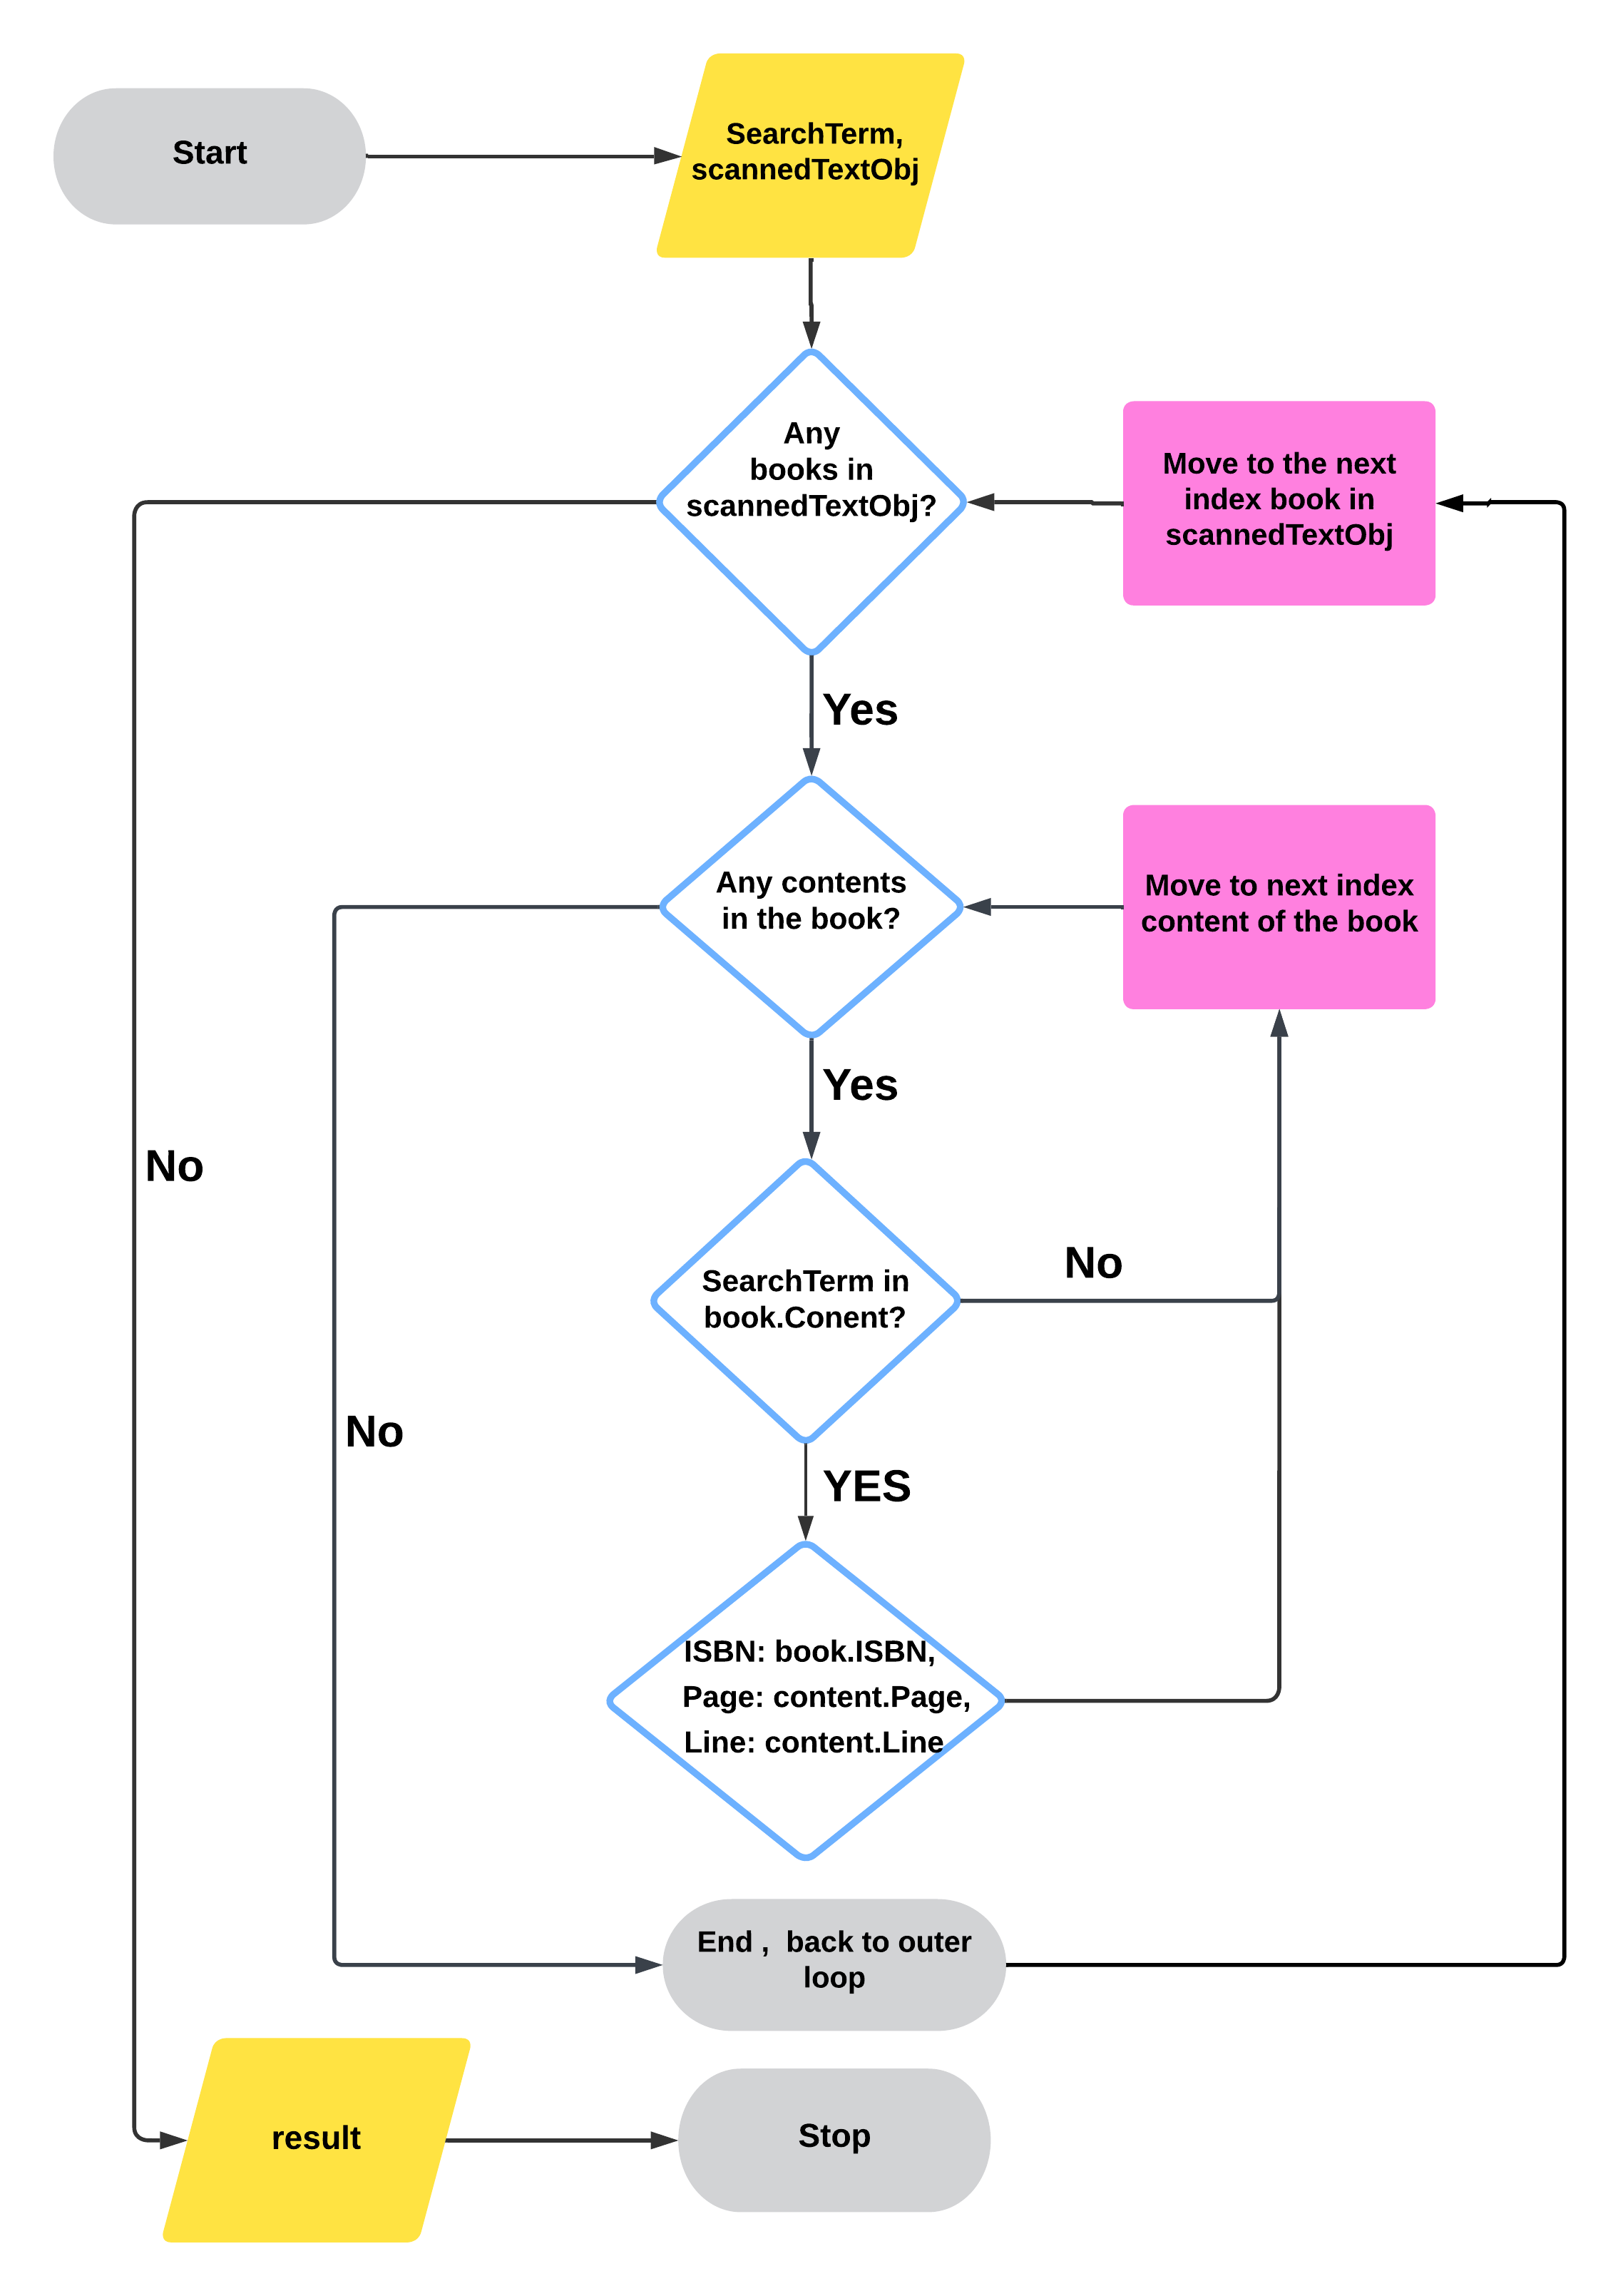 Start
SearchTerm,
scannedTextObj
Any
books in
scannedTextObj?
Move to the next
index book in
scannedTextObj
Yes
Any contents
in the book?
Move to next index
content of the book
Yes
No
SearchTerm in
book.Conent?
No
No
YES
ISBN: book.ISBN,
Page: content.Page,
Line: content.Line
End ,  back to outer
loop
result
Stop